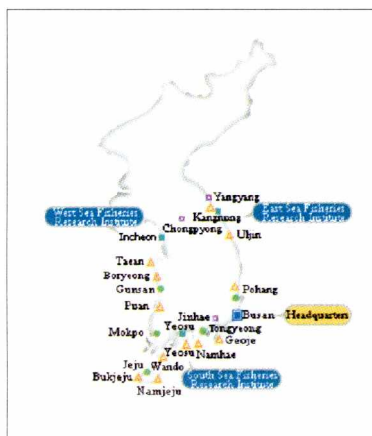 Yangyang
West Sea Fisheries
Research Institute
East Sea Fisheries
Research Institute
Kangnung
Chongpyong
Incheon
Uljin
Taean
Boryeong
Gunsan
Pohang
Puan
Jinhae
Busan
Headquarters
Yeosu
Mokpo
Tongyeong
Geoje
Yeosu
Namhae
Jeju
Wando
Bukjeju
Namjeju
South Sea Fisheries
Research Institute